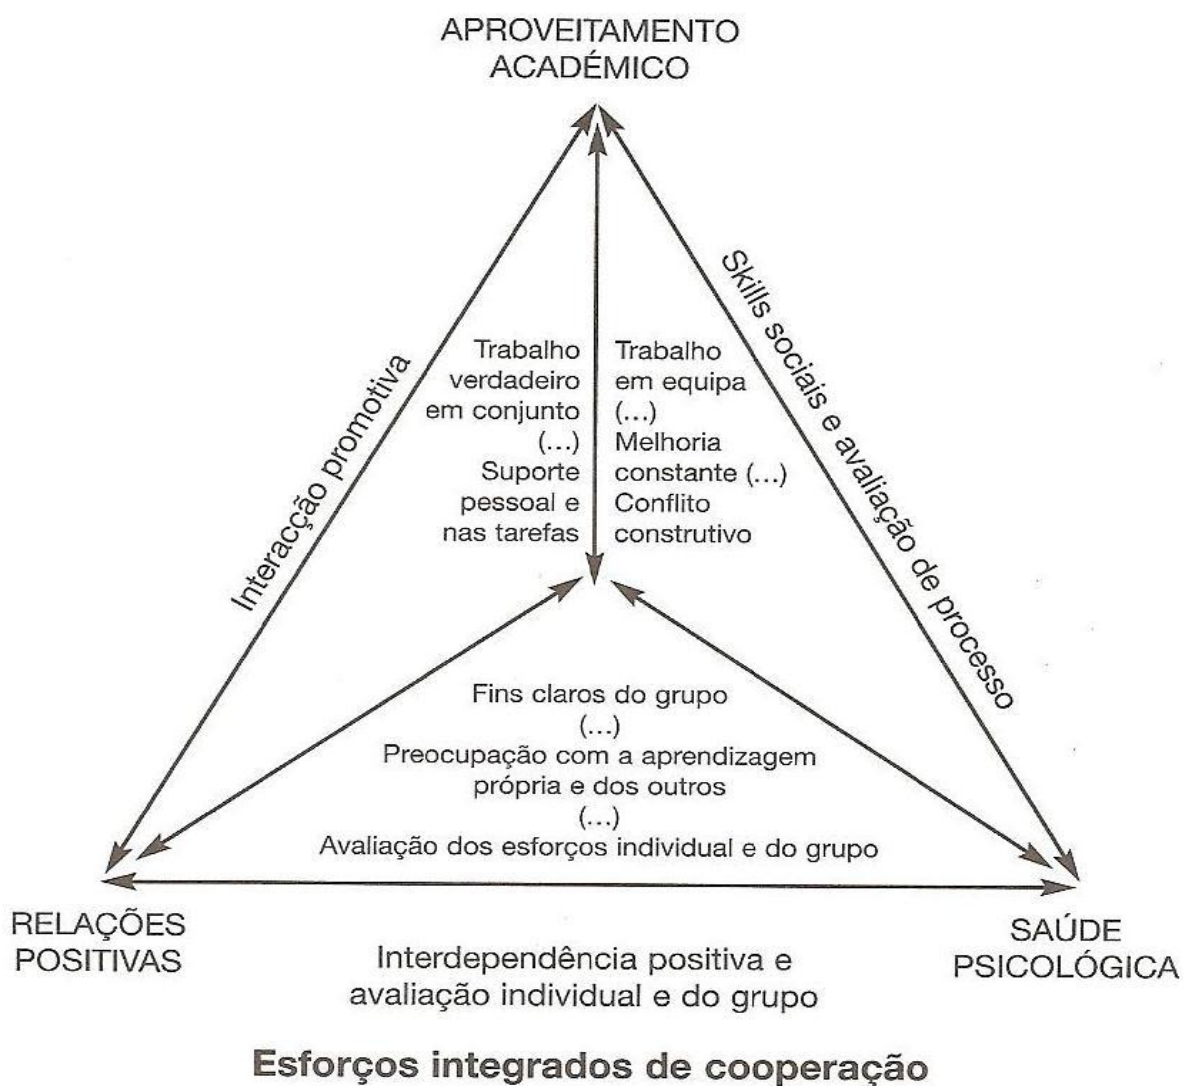 APROVEITAMENTO
ACADÉMICO
Interacção promotiva
Skills sociais e avaliação de processo
Trabalho
verdadeiro
em conjunto
(...)
Suporte
pessoal e
nas tarefas
Trabalho
em equipa
(...)
Melhoria
constante (...)
Conflito
construtivo
Fins claros do grupo
(...)
Preocupação com a aprendizagem
própria e dos outros
(...)
Avaliação dos esforços individual e do grupo
RELAÇÕES
POSITIVAS
SAÚDE
PSICOLÓGICA
Interdependência positiva e
avaliação individual e do grupo
Esforços integrados de cooperação